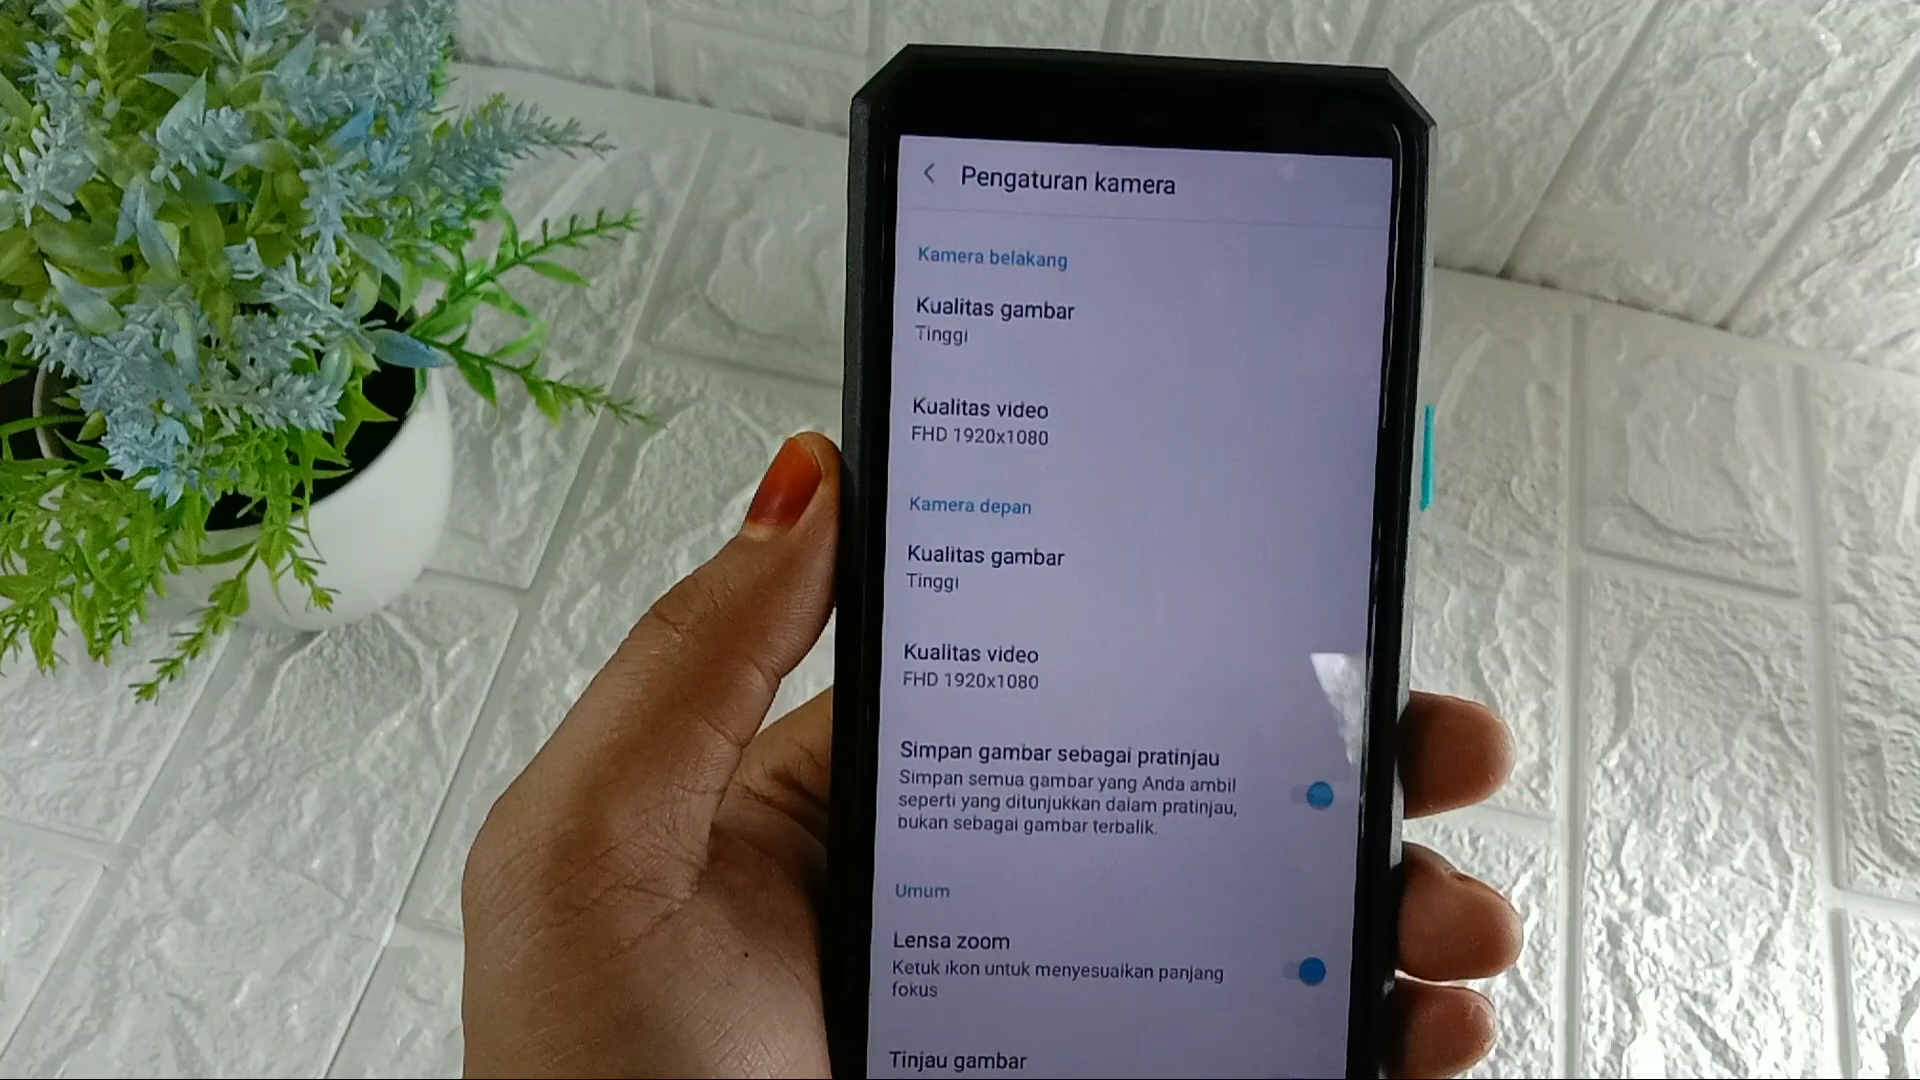 Pengaturan kamera
Kamera belakang
Kualitas gambar
Tinggi
Kualitas video
FHD 1920x1080
Kamera depan
Kualitas gambar
Tinggi
Kualitas video
FHD 1920x1080
Simpan gambar sebagai pratinjau
Simpan semua gambar yang Anda ambil
seperti yang ditunjukkan dalam pratinjau,
bukan sebagai gambar terbalik.
Umum
Lensa zoom
Ketuk ikon untuk menyesuaikan panjang
fokus
Tinjau gambar